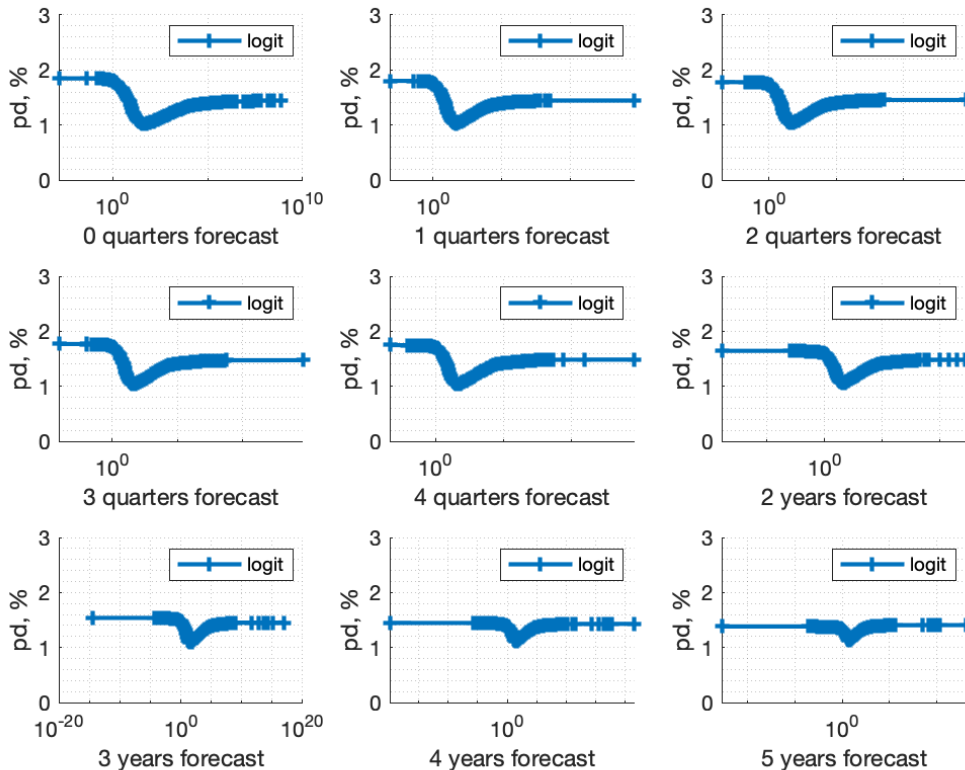 3
logit
pd, %
2
1
0
10^0
10^10
0 quarters forecast
3
logit
pd, %
2
1
0
10^0
1 quarters forecast
3
logit
pd, %
2
1
0
10^0
2 quarters forecast
3
logit
pd, %
2
1
0
10^0
3 quarters forecast
3
logit
pd, %
2
1
0
10^0
4 quarters forecast
3
logit
pd, %
2
1
0
10^0
2 years forecast
3
logit
pd, %
2
1
0
10^-20
10^0
10^20
3 years forecast
3
logit
pd, %
2
1
0
10^0
4 years forecast
3
logit
pd, %
2
1
0
10^0
5 years forecast